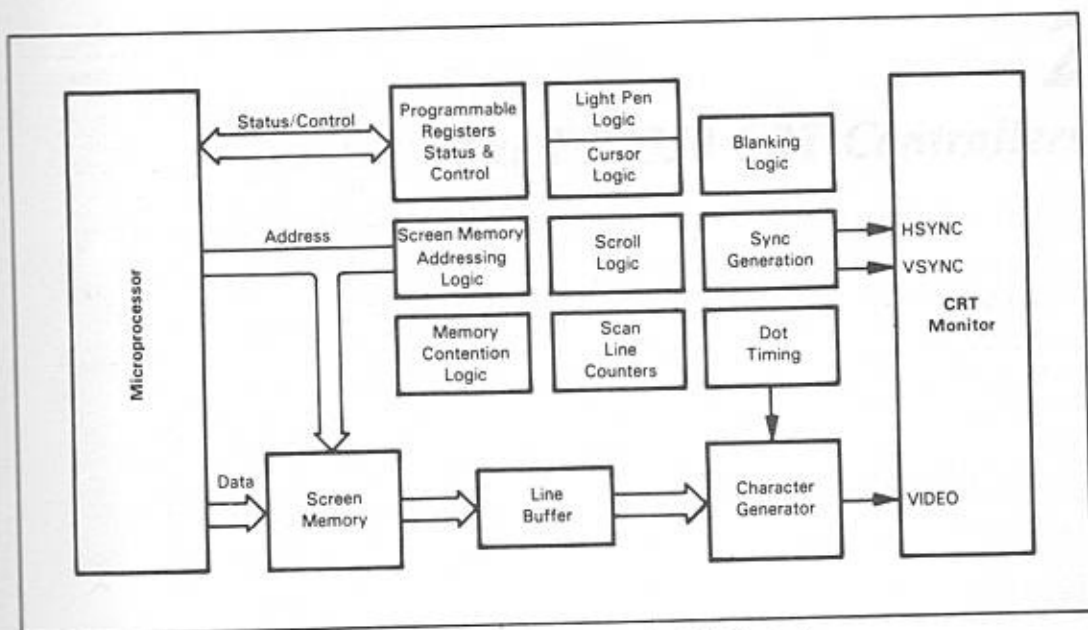 Microprocessor
Status/Control
Programmable
Registers
Status &
Control
Light Pen
Logic
Cursor
Logic
Blanking
Logic
Address
Screen Memory
Addressing
Logic
Scroll
Logic
Sync
Generation
HSYNC
VSYNC
CRT
Monitor
Memory
Contention
Logic
Scan
Line
Counters
Dot
Timing
Data
Screen
Memory
Line
Buffer
Character
Generator
VIDEO
Controllers